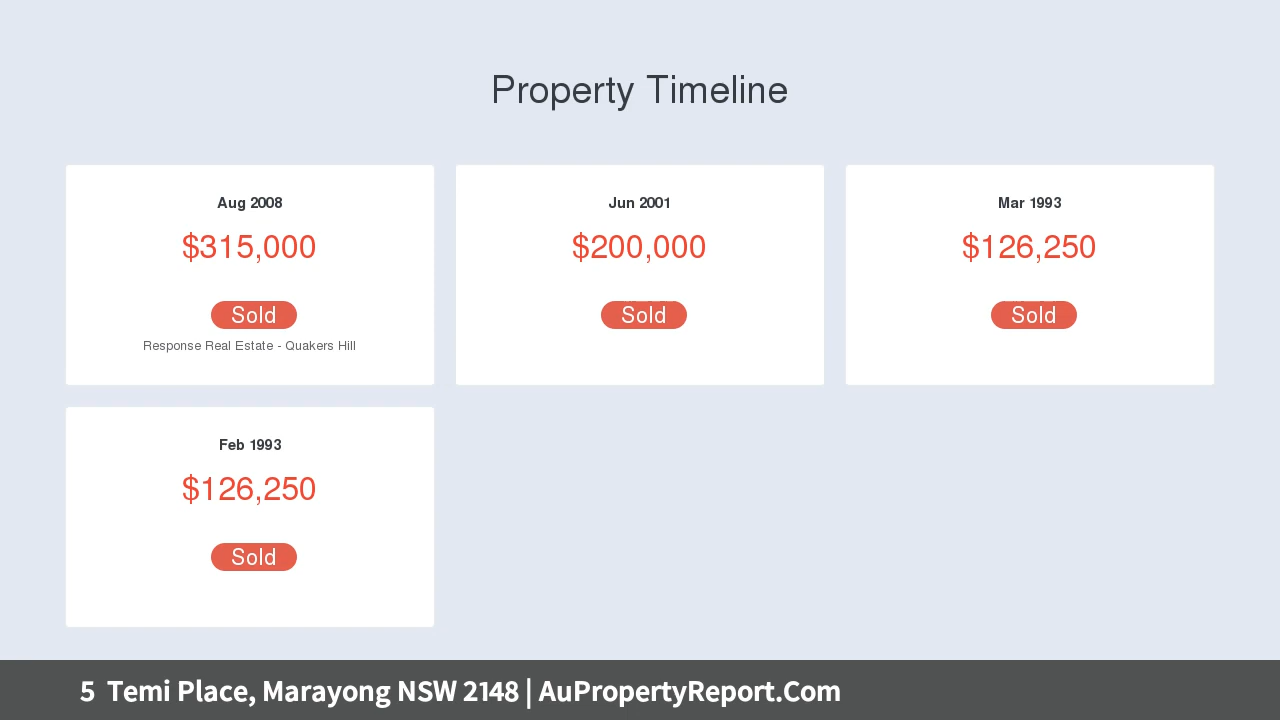 Property Timeline
Aug 2008
$315,000
Sold
Response Real Estate - Quakers Hill
Jun 2001
$200,000
Sold
Mar 1993
$126,250
Sold
Feb 1993
$126,250
Sold
5 Temi Place, Marayong NSW 2148 | AuPropertyReport.Com